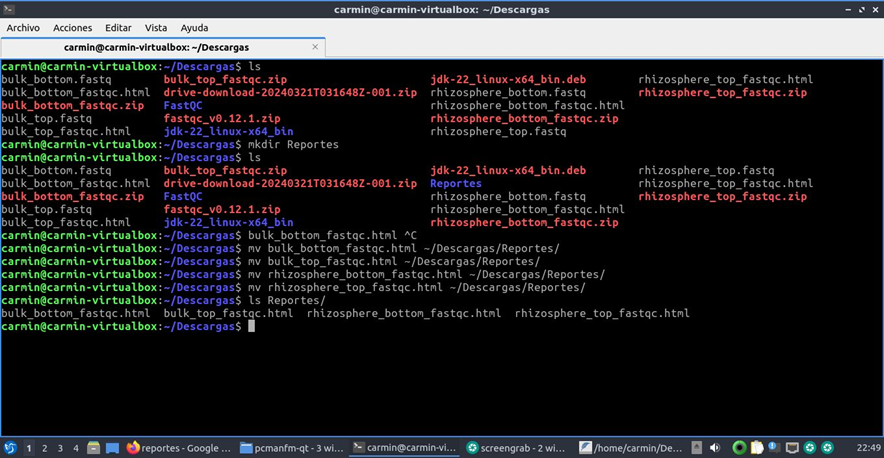 carmin@carmin-virtualbox: ~/Descargas
Archivo Acciones Editar Vista Ayuda
carmin@carmin-virtualbox: ~/Descargas
carmin@carmin-virtualbox:~/Descargas$ ls
bulk_bottom.fastq bulk_top_fastqc.zip jdk-22_linux-x64_bin.deb rhizosphere_top_fastqc.html
bulk_bottom_fastqc.html drive-download-20240321T031648Z-001.zip rhizosphere_bottom.fastq rhizosphere_top_fastqc.zip
bulk_bottom_fastqc.zip FastQC rhizosphere_bottom_fastqc.html
bulk_top.fastq fastqc_v0.12.1.zip rhizosphere_bottom_fastqc.zip
bulk_top_fastqc.html jdk-22_linux-x64_bin rhizosphere_top.fastq
carmin@carmin-virtualbox:~/Descargas$ mkdir Reportes
carmin@carmin-virtualbox:~/Descargas$ ls
bulk_bottom.fastq bulk_top_fastqc.zip jdk-22_linux-x64_bin.deb rhizosphere_top.fastq
bulk_bottom_fastqc.html drive-download-20240321T031648Z-001.zip Reportes rhizosphere_top_fastqc.html
bulk_bottom_fastqc.zip FastQC rhizosphere_bottom.fastq rhizosphere_top_fastqc.zip
bulk_top.fastq fastqc_v0.12.1.zip rhizosphere_bottom_fastqc.html
bulk_top_fastqc.html jdk-22_linux-x64_bin rhizosphere_bottom_fastqc.zip
carmin@carmin-virtualbox:~/Descargas$ bulk_bottom_fastqc.html ^C
carmin@carmin-virtualbox:~/Descargas$ mv bulk_bottom_fastqc.html ~/Descargas/Reportes/
carmin@carmin-virtualbox:~/Descargas$ mv bulk_top_fastqc.html ~/Descargas/Reportes/
carmin@carmin-virtualbox:~/Descargas$ mv rhizosphere_bottom_fastqc.html ~/Descargas/Reportes/
carmin@carmin-virtualbox:~/Descargas$ mv rhizosphere_top_fastqc.html ~/Descargas/Reportes/
carmin@carmin-virtualbox:~/Descargas$ ls Reportes/
bulk_bottom_fastqc.html bulk_top_fastqc.html rhizosphere_bottom_fastqc.html rhizosphere_top_fastqc.html
carmin@carmin-virtualbox:~/Descargas$
1 2 3 4 reportes - Google ... pcmanfm-qt - 3 wi... carmin@carmin-vi... screengrab - 2 win... /home/carmin/De... 22:49